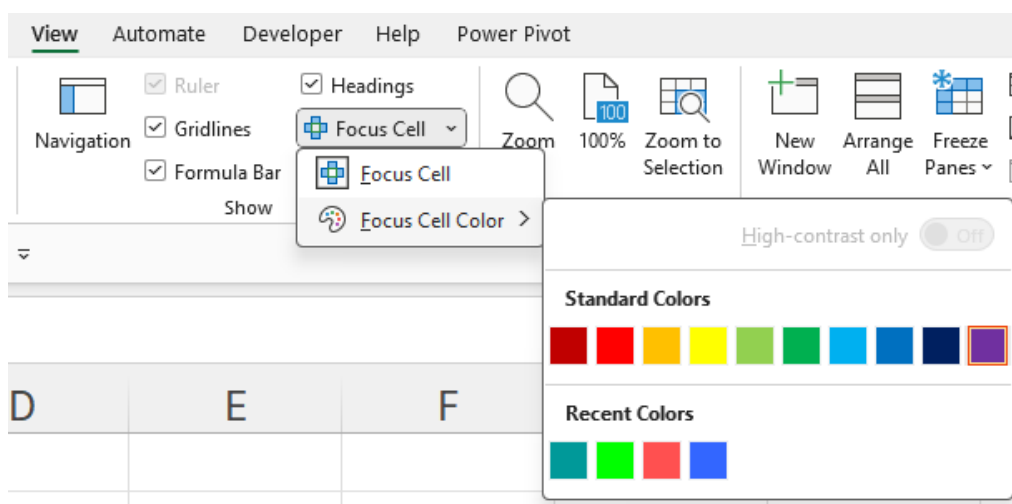 View Automate Developer Help Power Pivot
Ruler Headings
Gridlines Focus Cell
Formula Bar
Navigation
Show
Focus Cell
Focus Cell Color
Zoom 100% Zoom to Selection
100
New Window Arrange All Freeze Panes
High-contrast only Off
Standard Colors
Recent Colors
D E F